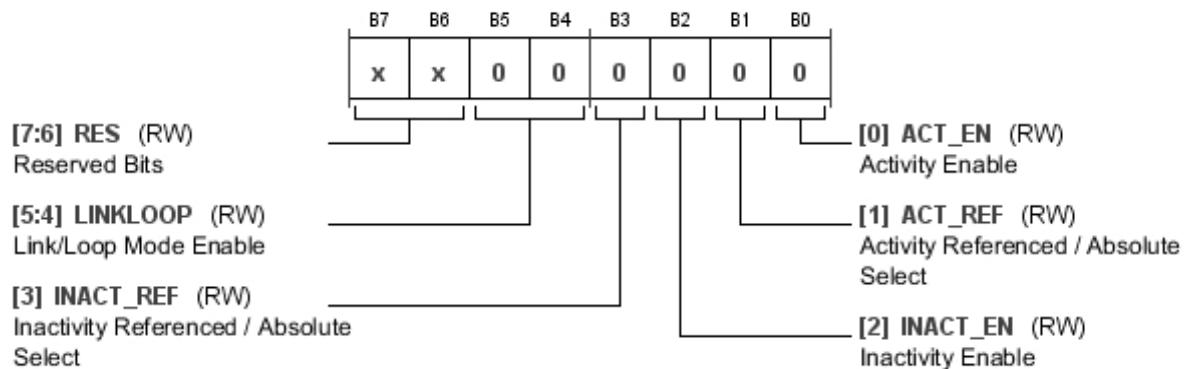 B7 B6 B5 B4 B3 B2 B1 B0
x x 0 0 0 0 0 0
[7:6] RES (RW)
Reserved Bits
[5:4] LINKLOOP (RW)
Link/Loop Mode Enable
[3] INACT_REF (RW)
Inactivity Referenced / Absolute
Select
[0] ACT_EN (RW)
Activity Enable
[1] ACT_REF (RW)
Activity Referenced / Absolute
Select
[2] INACT_EN (RW)
Inactivity Enable